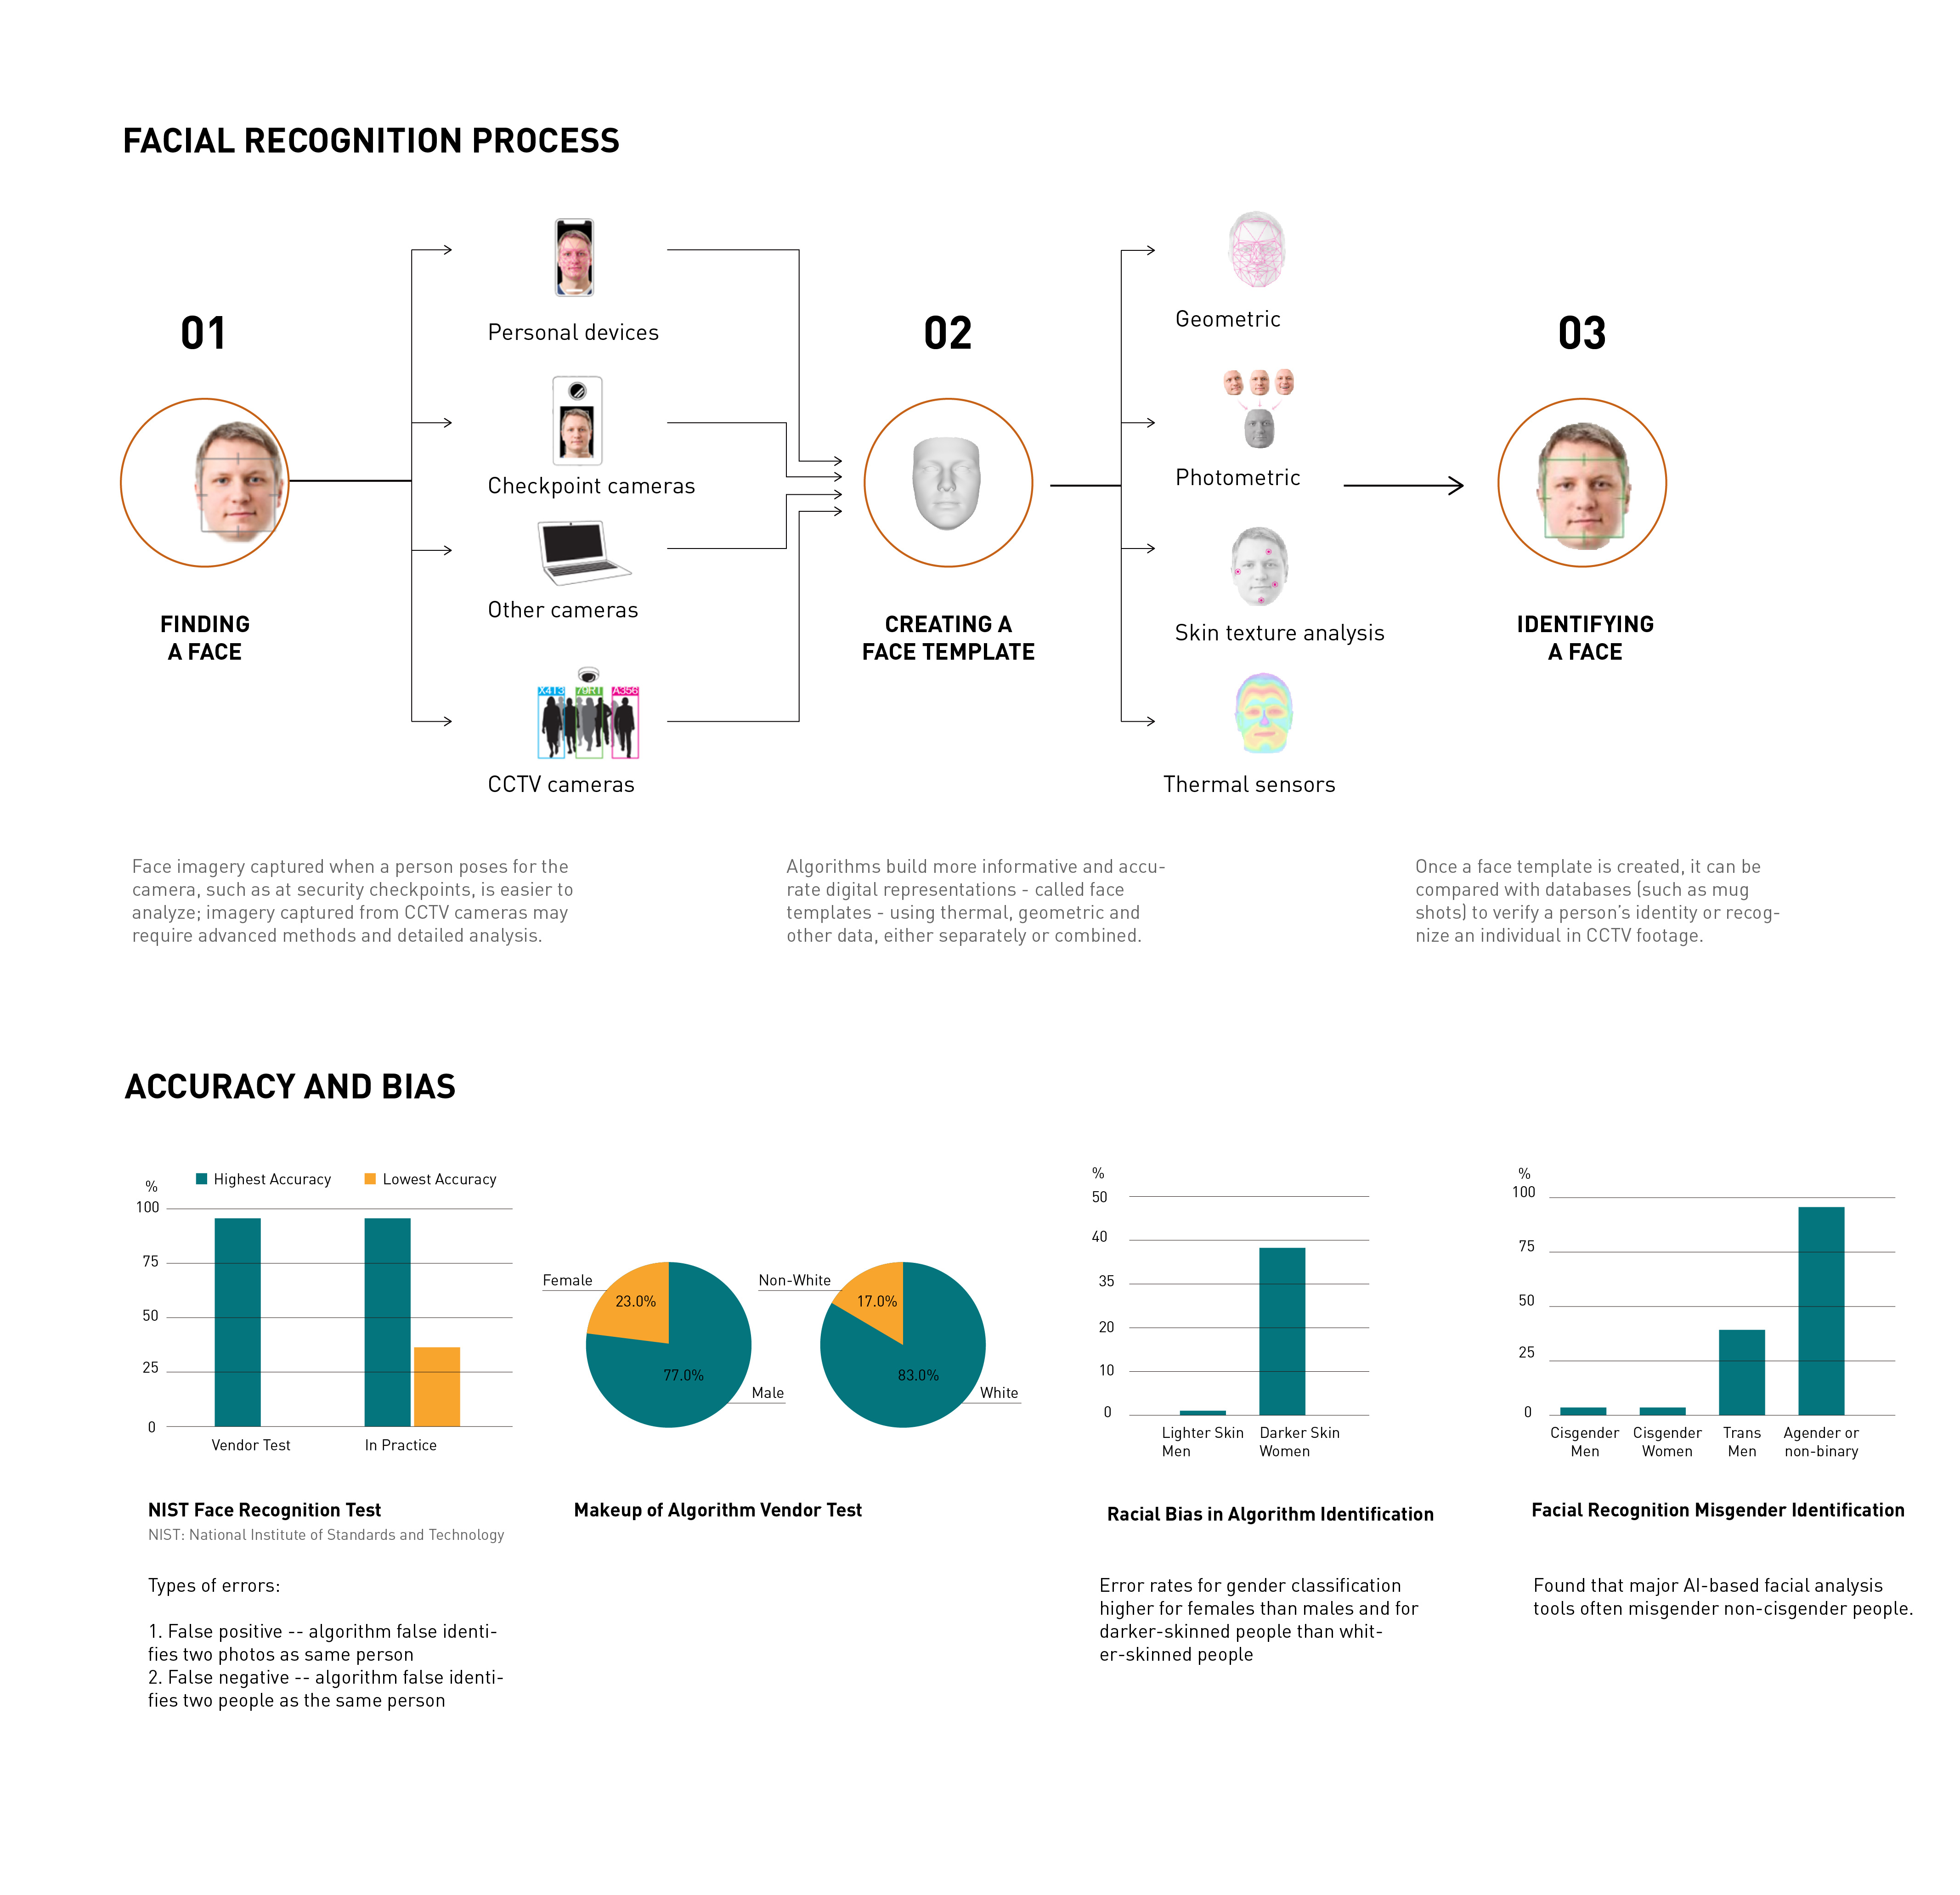 FACIAL RECOGNITION PROCESS
01
FINDING
A FACE
Personal devices
Checkpoint cameras
Other cameras
X413 79R1 A356
CCTV cameras
02
CREATING A
FACE TEMPLATE
Geometric
Photometric
Skin texture analysis
Thermal sensors
03
IDENTIFYING
A FACE
Face imagery captured when a person poses for the
camera, such as at security checkpoints, is easier to
analyze; imagery captured from CCTV cameras may
require advanced methods and detailed analysis.
Algorithms build more informative and accu-
rate digital representations - called face
templates - using thermal, geometric and
other data, either separately or combined.
Once a face template is created, it can be
compared with databases (such as mug
shots) to verify a person's identity or recog-
nize an individual in CCTV footage.
ACCURACY AND BIAS
Highest Accuracy Lowest Accuracy
%
100
75
50
25
0
Vendor Test In Practice
NIST Face Recognition Test
NIST: National Institute of Standards and Technology
Types of errors:
1. False positive -- algorithm false identi-
fies two photos as same person
2. False negative -- algorithm false identi-
fies two people as the same person
Female
23.0%
77.0%
Male
Non-White
17.0%
83.0%
White
Makeup of Algorithm Vendor Test
%
50
40
35
20
10
0
Lighter Skin
Men
Darker Skin
Women
Racial Bias in Algorithm Identification
Error rates for gender classification
higher for females than males and for
darker-skinned people than whit-
er-skinned people
%
100
75
50
25
0
Cisgender
Men
Cisgender
Women
Trans
Men
Agender or
non-binary
Facial Recognition Misgender Identification
Found that major AI-based facial analysis
tools often misgender non-cisgender people.